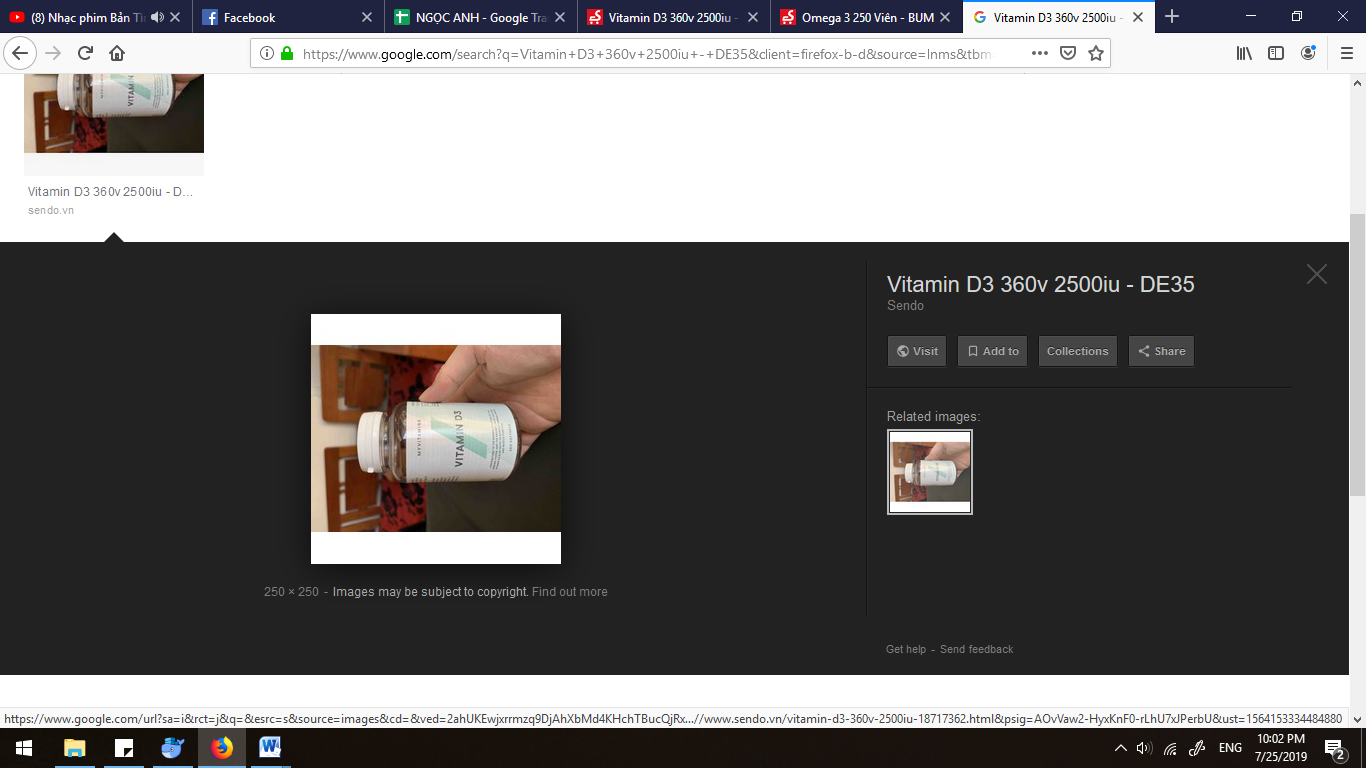 (8) Nhạc phim Bản Tìn
Facebook
NGỌC ANH - Google Tra
Vitamin D3 360v 2500iu -
Omega 3 250 Viên - BUM
Vitamin D3 360v 2500iu -
https://www.google.com/search?q=Vitamin+D3+360v+2500iu+-+DE35&client=firefox-b-d&source=lnms&tbm
Vitamin D3 360v 2500iu - D...
sendo.vn
Vitamin D3 360v 2500iu - DE35
Sendo
Visit
Add to
Collections
Share
Related images:
MYVITAMINS
VITAMIN D3
250 × 250 - Images may be subject to copyright. Find out more
Get help - Send feedback
https://www.google.com/url?sa=i&rct=j&q=&esrc=s&source=images&cd=&ved=2ahUKEwjxrrmzq9DjAhXbMd4KHchTBucQjRx...//www.sendo.vn/vitamin-d3-360v-2500iu-18717362.html&psig=AOvVaw2-HyxKnF0-rLhU7xJPerbU&ust=1564153334484880
ENG
10:02 PM
7/25/2019
2